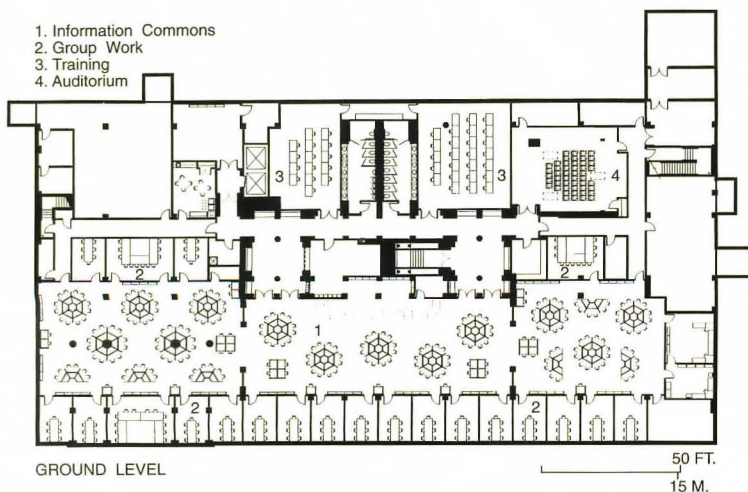 1. Information Commons
2. Group Work
3. Training
4. Auditorium
3
3
4
2
2
1
2
2
GROUND LEVEL
50 FT.
15 M.